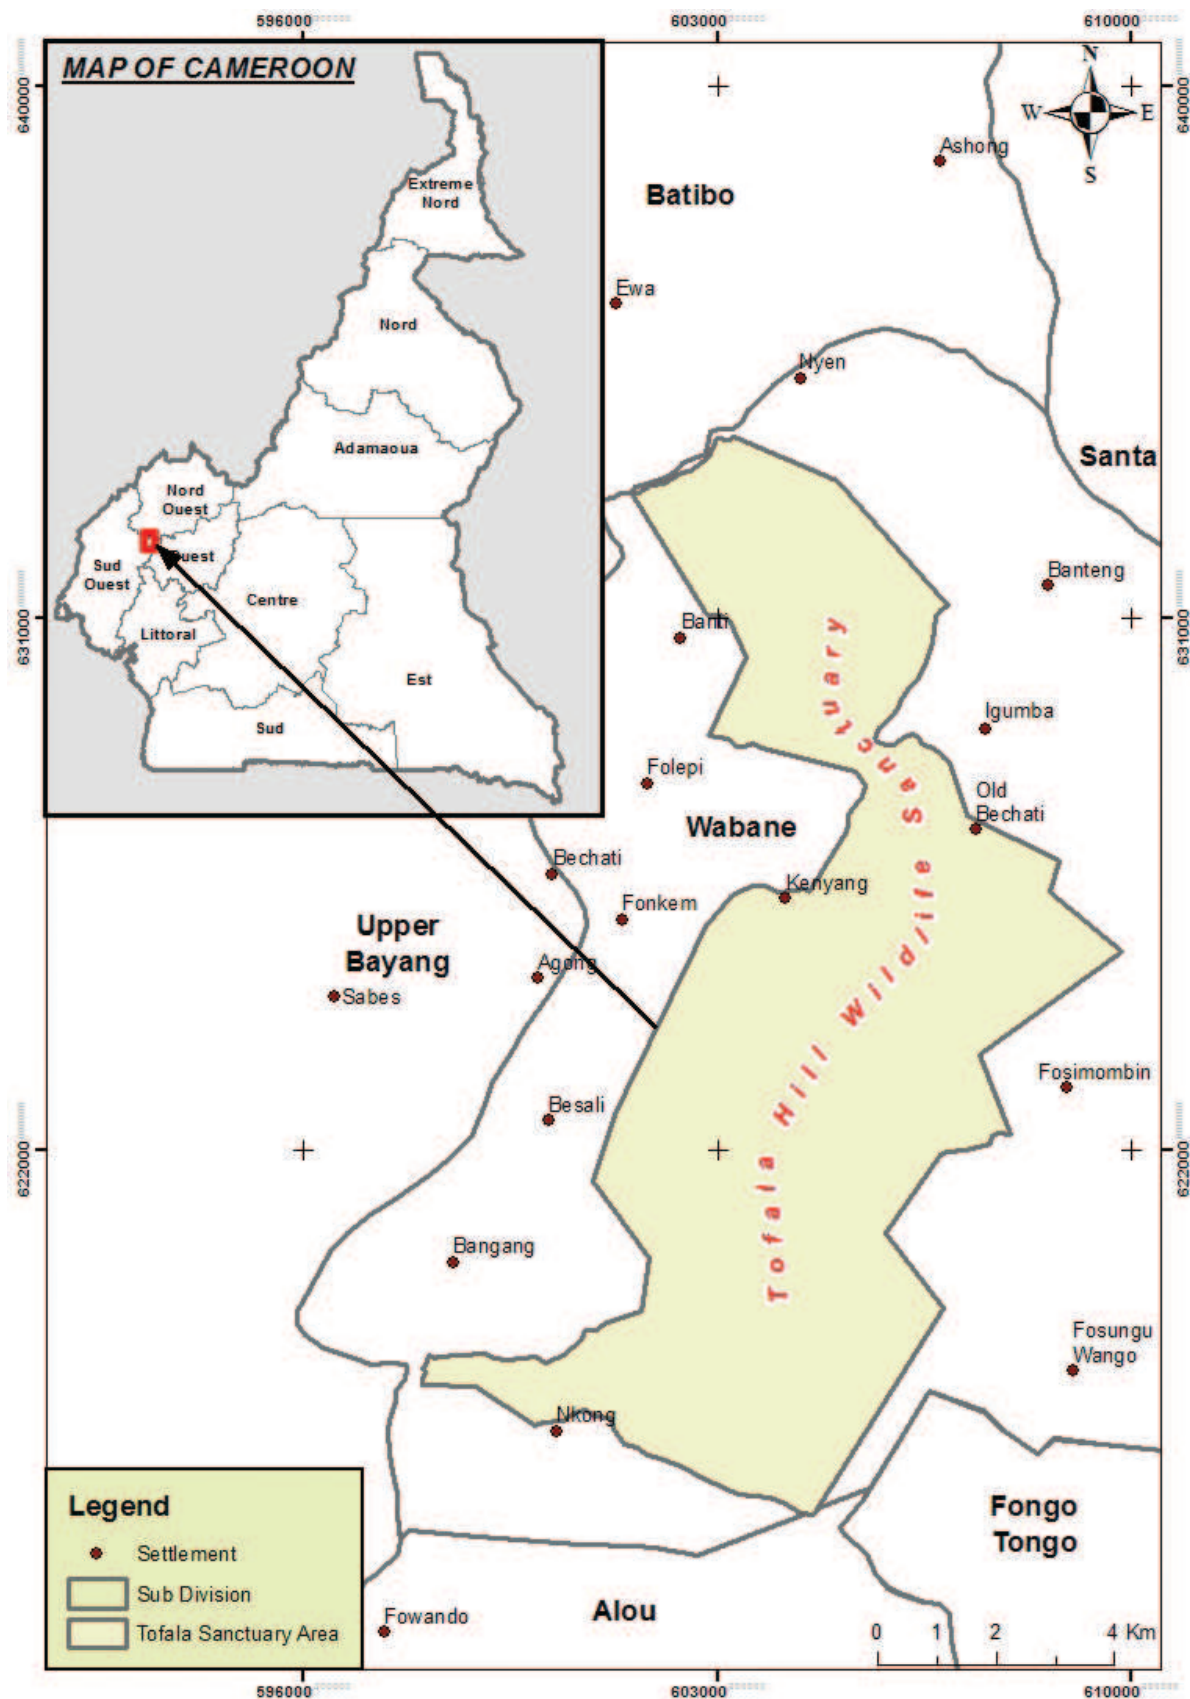 596000
603000
610000
MAP OF CAMEROON
640000
640000
N
W
E
S
Ashong
Extreme
Nord
Batibo
Ewa
Nord
Nyen
Adamaoua
Santa
Nord
Ouest
Ouest
Sud
Ouest
Banteng
Centre
631000
631000
Banti
Littoral
Est
Sud
Igumba
Folepi
Old
Bechati
Wabane
Bechati
Kenyang
Fonkem
Upper
Bayang
Agong
Sabes
Tofala Hill Wildlife Sanctuary
Fosimombin
Besali
622000
622000
Bangang
Fosungu
Wango
Nkong
Legend
Settlement
Sub Division
Tofala Sanctuary Area
Fongo
Tongo
Alou
Fowando
0 1 2 4 Km
596000
603000
610000